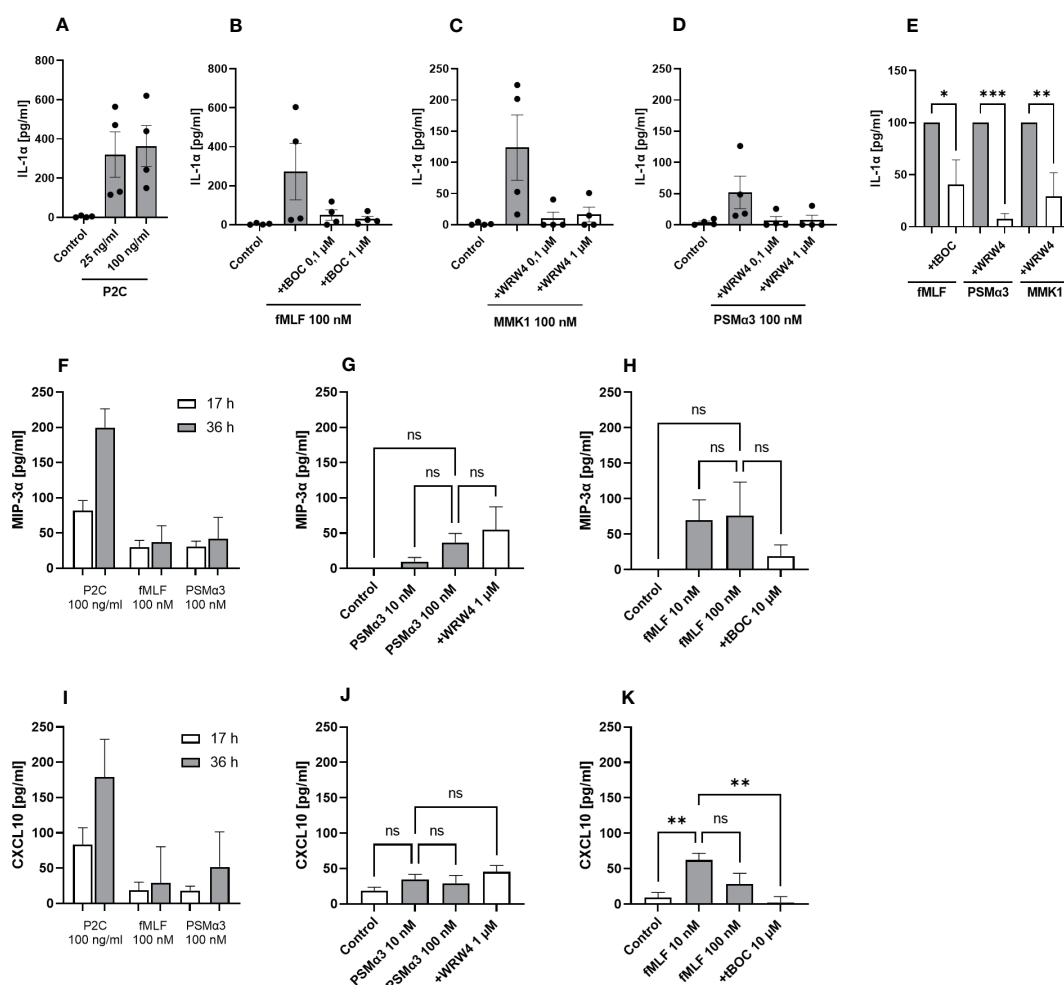 A
IL-1α [pg/ml]
800
600
400
200
0
Control
25 ng/ml
100 ng/ml
P2C
B
IL-1α [pg/ml]
800
600
400
200
0
Control
+tBOC 0.1 µM
+tBOC 1 µM
fMLF 100 nM
C
IL-1α [pg/ml]
250
200
150
100
50
0
Control
+WRW4 0.1 µM
+WRW4 1 µM
MMK1 100 nM
D
IL-1α [pg/ml]
250
200
150
100
50
0
Control
+WRW4 0.1 µM
+WRW4 1 µM
PSMα3 100 nM
E
IL-1α [pg/ml]
150
100
50
0
*
***
**
+tBOC
+WRW4
+WRW4
fMLF
PSMα3
MMK1
F
MIP-3α [pg/ml]
250
200
150
100
50
0
17 h
36 h
P2C
100 ng/ml
fMLF
100 nM
PSMα3
100 nM
G
MIP-3α [pg/ml]
250
200
150
100
50
0
ns
ns
ns
Control
PSMα3 10 nM
PSMα3 100 nM
+WRW4 1 µM
H
MIP-3α [pg/ml]
250
200
150
100
50
0
ns
ns
ns
Control
fMLF 10 nM
fMLF 100 nM
+tBOC 10 µM
I
CXCL10 [pg/ml]
250
200
150
100
50
0
17 h
36 h
P2C
100 ng/ml
fMLF
100 nM
PSMα3
100 nM
J
CXCL10 [pg/ml]
250
200
150
100
50
0
ns
ns
ns
Control
PSMα3 10 nM
PSMα3 100 nM
+WRW4 1 µM
K
CXCL10 [pg/ml]
250
200
150
100
50
0
**
**
ns
Control
fMLF 10 nM
fMLF 100 nM
+tBOC 10 µM